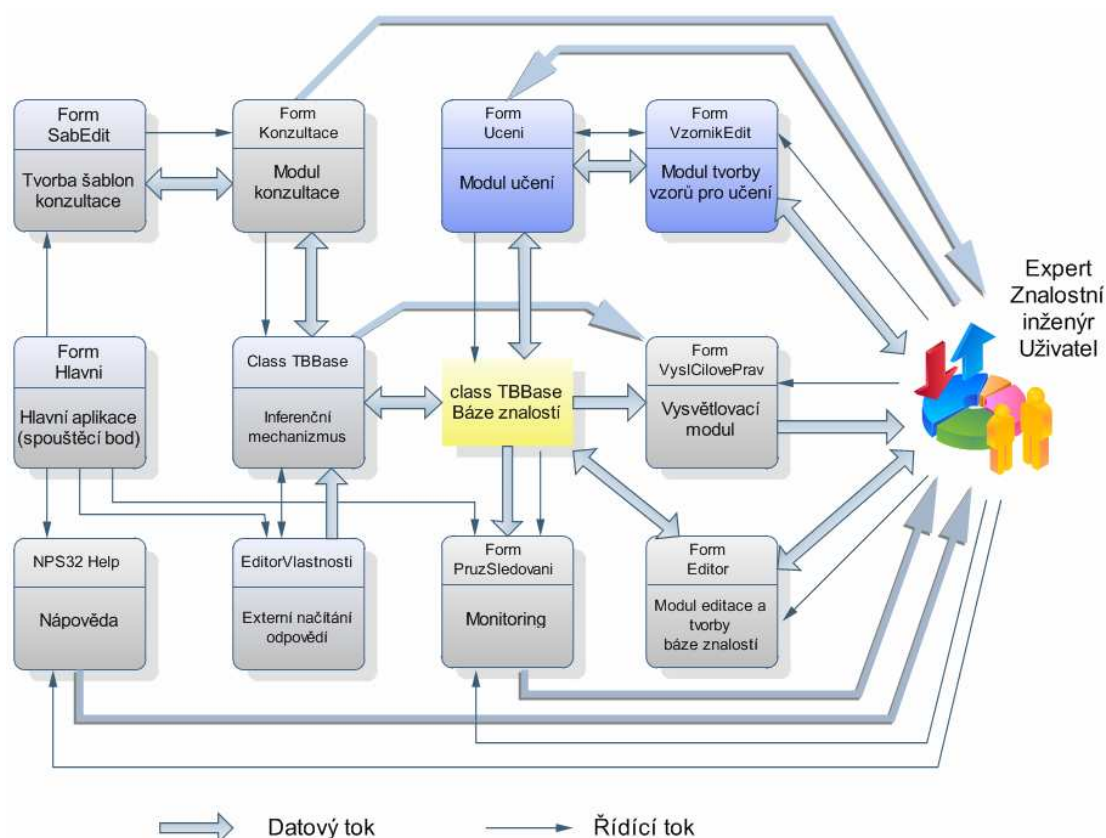 Form
SabEdit
Tvorba šablon
konzultace
Form
Konzultace
Modul
konzultace
Form
Uceni
Modul učení
Form
VzornikEdit
Modul tvorby
vzorů pro učení
Expert
Znalostní
inženýr
Uživatel
Form
Hlavni
Hlavní aplikace
(spouštěcí bod)
Class TBBase
Inferenční
mechanizmus
class TBBase
Báze znalostí
Form
VyslCilovePrav
Vysvětlovací
modul
NPS32 Help
Nápověda
EditorVlastnosti
Externí načítání
odpovědí
Form
PruzSledovani
Monitoring
Form
Editor
Modul editace a
tvorby
báze znalostí
Datový tok
Řídící tok